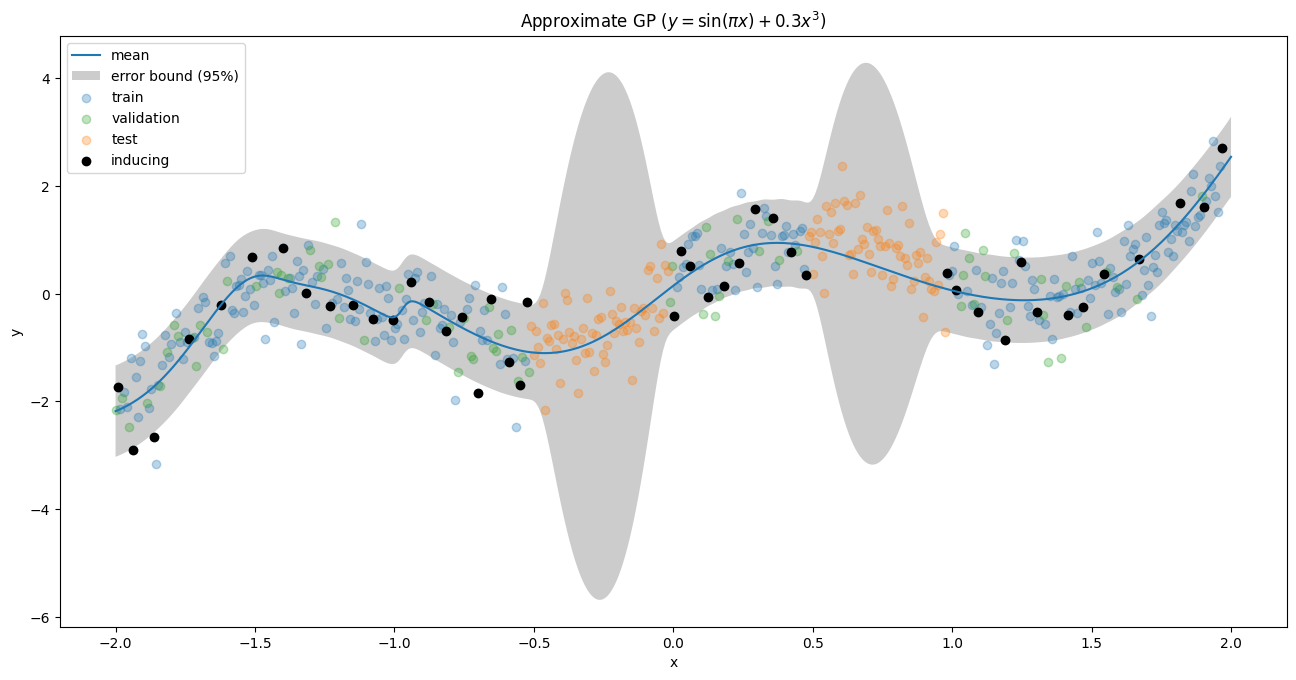 Approximate GP (y = sin(πx) + 0.3x³)
mean
error bound (95%)
train
validation
test
inducing
y
4
2
0
−2
−4
−6
−2.0 −1.5 −1.0 −0.5 0.0 0.5 1.0 1.5 2.0
x